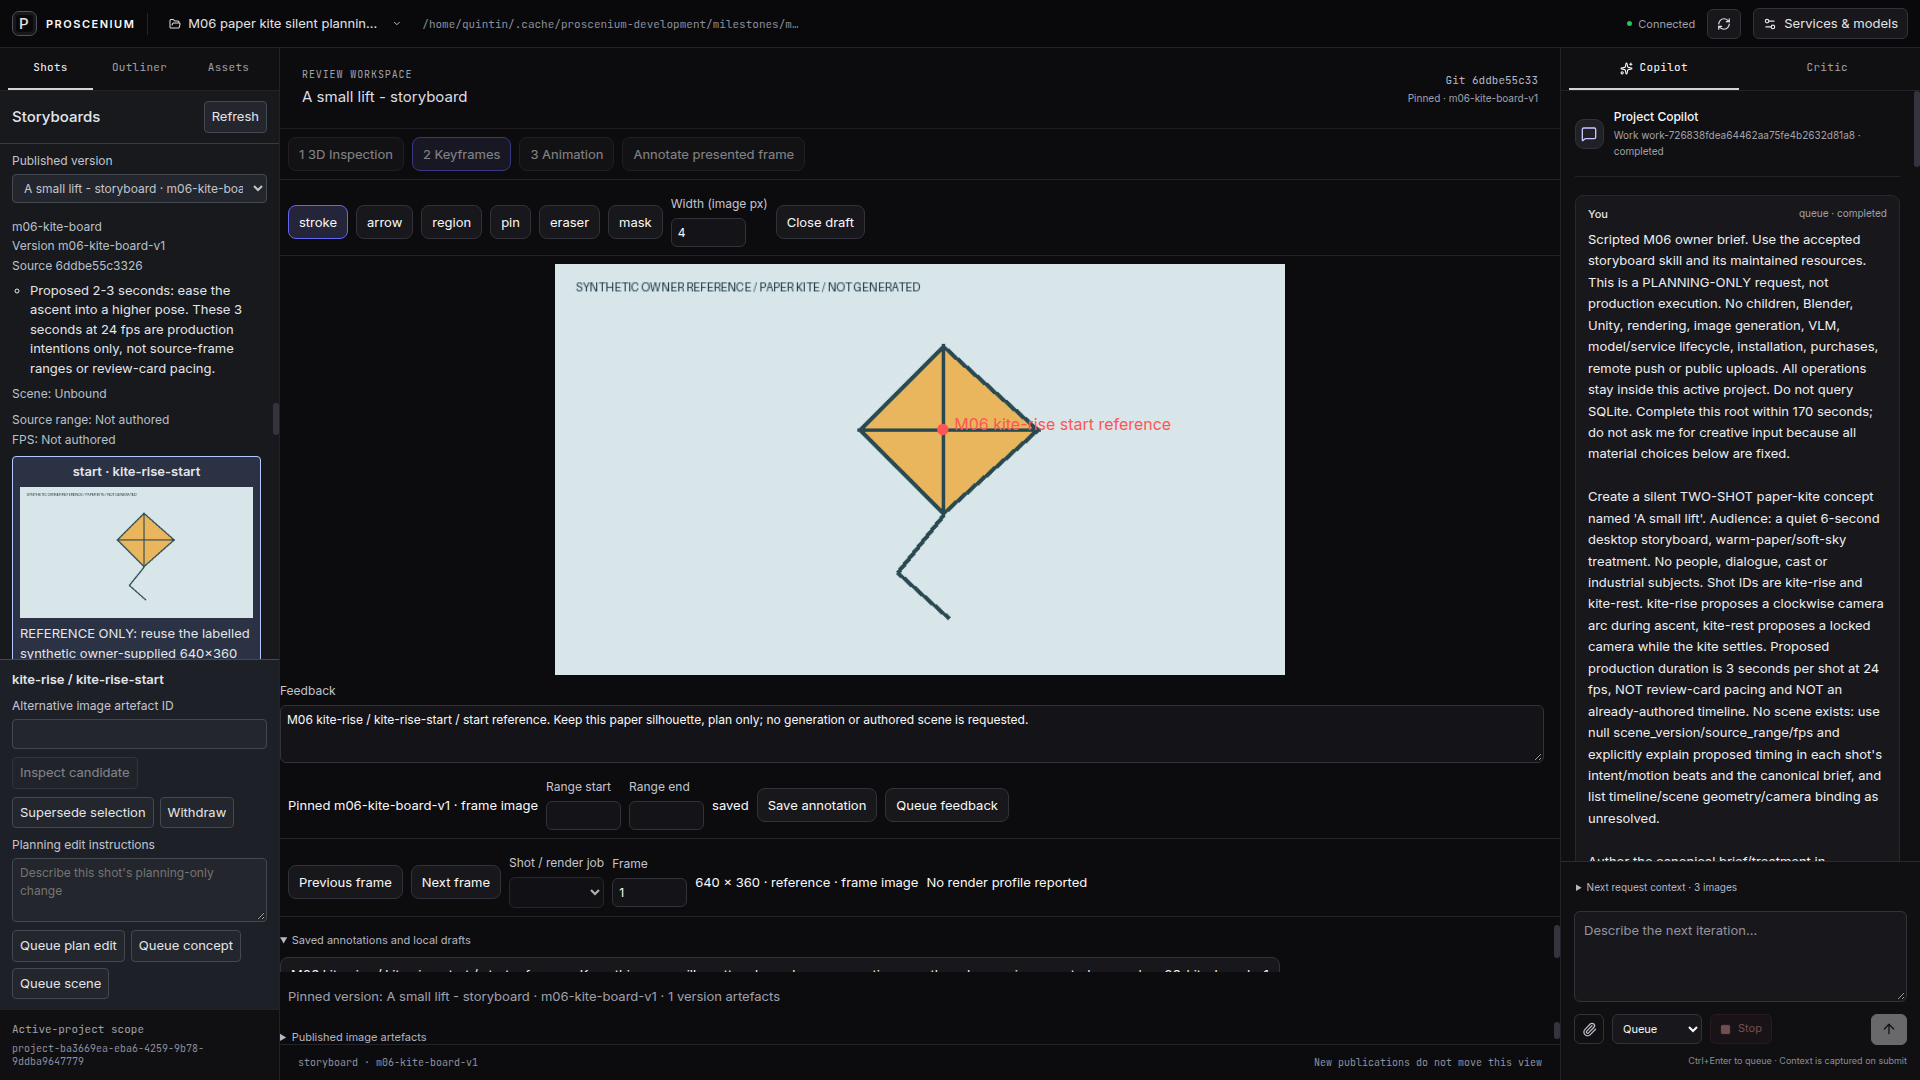 P PROSCENIUM
M06 paper kite silent plannin...
/home/quintin/.cache/proscenium-development/milestones/m…
Connected
Services & models
Shots
Outliner
Assets
Storyboards
Refresh
Published version
A small lift - storyboard · m06-kite-boa
m06-kite-board
Version m06-kite-board-v1
Source 6ddbe55c3326
Proposed 2-3 seconds: ease the
ascent into a higher pose. These 3
seconds at 24 fps are production
intentions only, not source-frame
ranges or review-card pacing.
Scene: Unbound
Source range: Not authored
FPS: Not authored
start · kite-rise-start
SYNTHETIC OWNER REFERENCE / PAPER KITE / NOT GENERATED
REFERENCE ONLY: reuse the labelled
synthetic owner-supplied 640×360
kite-rise / kite-rise-start
Alternative image artefact ID
Inspect candidate
Supersede selection
Withdraw
Planning edit instructions
Describe this shot's planning-only
change
Queue plan edit
Queue concept
Queue scene
Active-project scope
project-ba3669ea-eba6-4259-9b78-
9ddba9647779
REVIEW WORKSPACE
A small lift - storyboard
Git 6ddbe55c33
Pinned · m06-kite-board-v1
1 3D Inspection
2 Keyframes
3 Animation
Annotate presented frame
stroke
arrow
region
pin
eraser
mask
Width (image px)
4
Close draft
SYNTHETIC OWNER REFERENCE / PAPER KITE / NOT GENERATED
M06 kite-rise start reference
Feedback
M06 kite-rise / kite-rise-start / start reference. Keep this paper silhouette, plan only; no generation or authored scene is requested.
Pinned m06-kite-board-v1 · frame image
Range start
Range end
saved
Save annotation
Queue feedback
Previous frame
Next frame
Shot / render job
Frame
1
640 × 360 · reference · frame image
No render profile reported
Saved annotations and local drafts
Pinned version: A small lift - storyboard · m06-kite-board-v1 · 1 version artefacts
Published image artefacts
storyboard · m06-kite-board-v1
New publications do not move this view
Copilot
Critic
Project Copilot
Work work-726838fdea64462aa75fe4b2632d81a8 ·
completed
You
queue · completed
Scripted M06 owner brief. Use the accepted
storyboard skill and its maintained resources.
This is a PLANNING-ONLY request, not
production execution. No children, Blender,
Unity, rendering, image generation, VLM,
model/service lifecycle, installation, purchases,
remote push or public uploads. All operations
stay inside this active project. Do not query
SQLite. Complete this root within 170 seconds;
do not ask me for creative input because all
material choices below are fixed.
Create a silent TWO-SHOT paper-kite concept
named 'A small lift'. Audience: a quiet 6-second
desktop storyboard, warm-paper/soft-sky
treatment. No people, dialogue, cast or
industrial subjects. Shot IDs are kite-rise and
kite-rest. kite-rise proposes a clockwise camera
arc during ascent, kite-rest proposes a locked
camera while the kite settles. Proposed
production duration is 3 seconds per shot at 24
fps, NOT review-card pacing and NOT an
already-authored timeline. No scene exists: use
null scene_version/source_range/fps and
explicitly explain proposed timing in each shot's
intent/motion beats and the canonical brief, and
list timeline/scene geometry/camera binding as
unresolved.
Author the canonical brief/treatment in
Next request context · 3 images
Describe the next iteration...
Queue
Stop
Ctrl+Enter to queue · Context is captured on submit